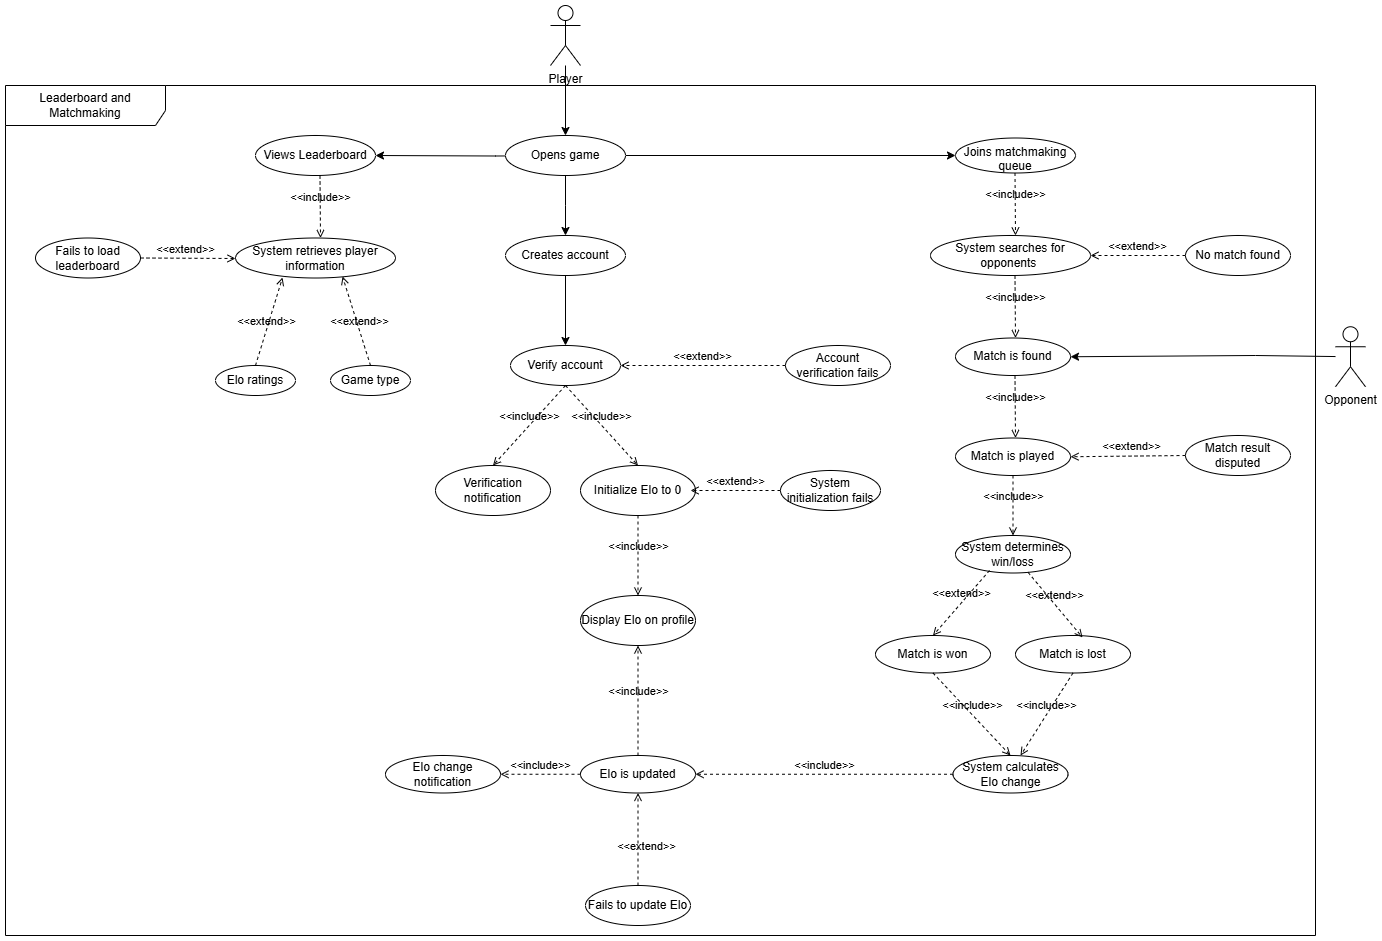 Player
Leaderboard and
Matchmaking
Views Leaderboard
Opens game
Joins matchmaking
queue
<<include>>
<<include>>
Fails to load
leaderboard
<<extend>>
System retrieves player
information
Creates account
System searches for
opponents
<<extend>>
No match found
<<include>>
<<extend>>
<<extend>>
Elo ratings
Game type
Verify account
<<extend>>
Account
verification fails
Match is found
Opponent
<<include>>
<<include>>
<<include>>
Match is played
<<extend>>
Match result
disputed
Verification
notification
Initialize Elo to 0
<<extend>>
System
initialization fails
<<include>>
<<include>>
System determines
win/loss
<<extend>>
<<extend>>
Display Elo on profile
Match is won
Match is lost
<<include>>
<<include>>
<<include>>
Elo change
notification
<<include>>
Elo is updated
<<include>>
System calculates
Elo change
<<extend>>
Fails to update Elo